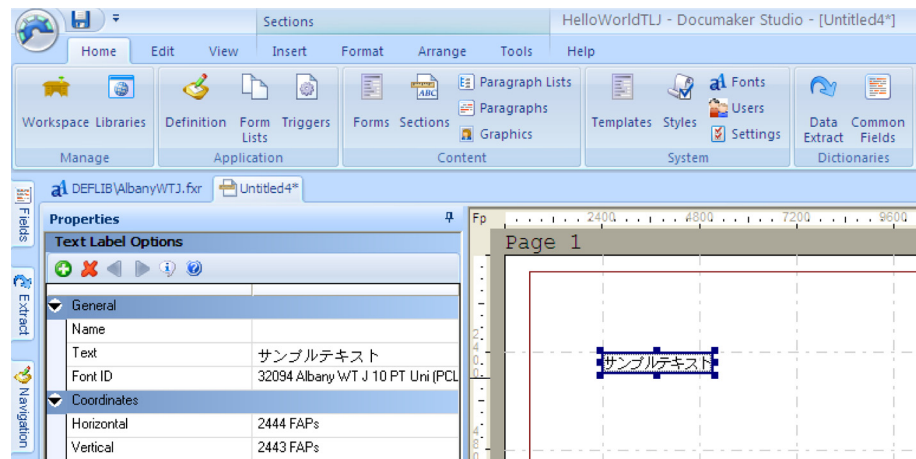 Sections
HelloWorldTLJ - Documaker Studio - [Untitled4*]
Home Edit View Insert Format Arrange Tools Help
Workspace Libraries
Manage
Definition Form Lists Triggers
Application
Forms Sections
ABC
Paragraph Lists
Paragraphs
Graphics
Content
Templates Styles
Fonts
Users
Settings
System
Data Extract
Common Fields
Dictionaries
DEFLIB\AlbanyWTJ.fxr
Untitled4*
Fields
Extract
Navigation
Properties
Text Label Options
General
Name
Text サンプルテキスト
Font ID 32094 Albany WT J 10 PT Uni (PCL
Coordinates
Horizontal 2444 FAPs
Vertical 2443 FAPs
Fp 2400 4800 7200 9600
Page 1
サンプルテキスト